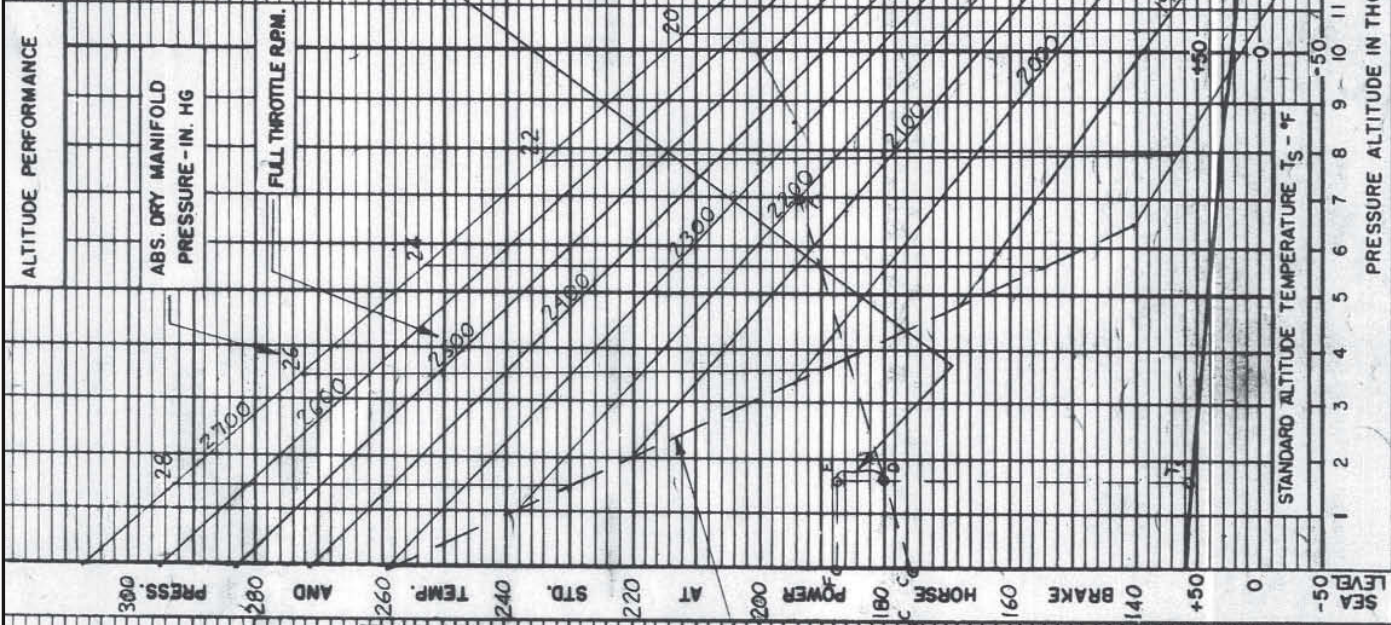 ALTITUDE PERFORMANCE
ABS. DRY MANIFOLD
PRESSURE-IN. HG
FULL THROTTLE R.P.M.
20
22
24
26
28
2700
2600
2500
2400
2300
2200
2100
2000
300
280
260
240
220
200
180
160
140
+50
0
-50
BRAKE HORSE POWER AT STD. TEMP. AND PRESS.
F
D
F
C
C
T
+50
0
-50
STANDARD ALTITUDE TEMPERATURE TS - °F
SEA
LEVEL
1 2 3 4 5 6 7 8 9 10 11
PRESSURE ALTITUDE IN